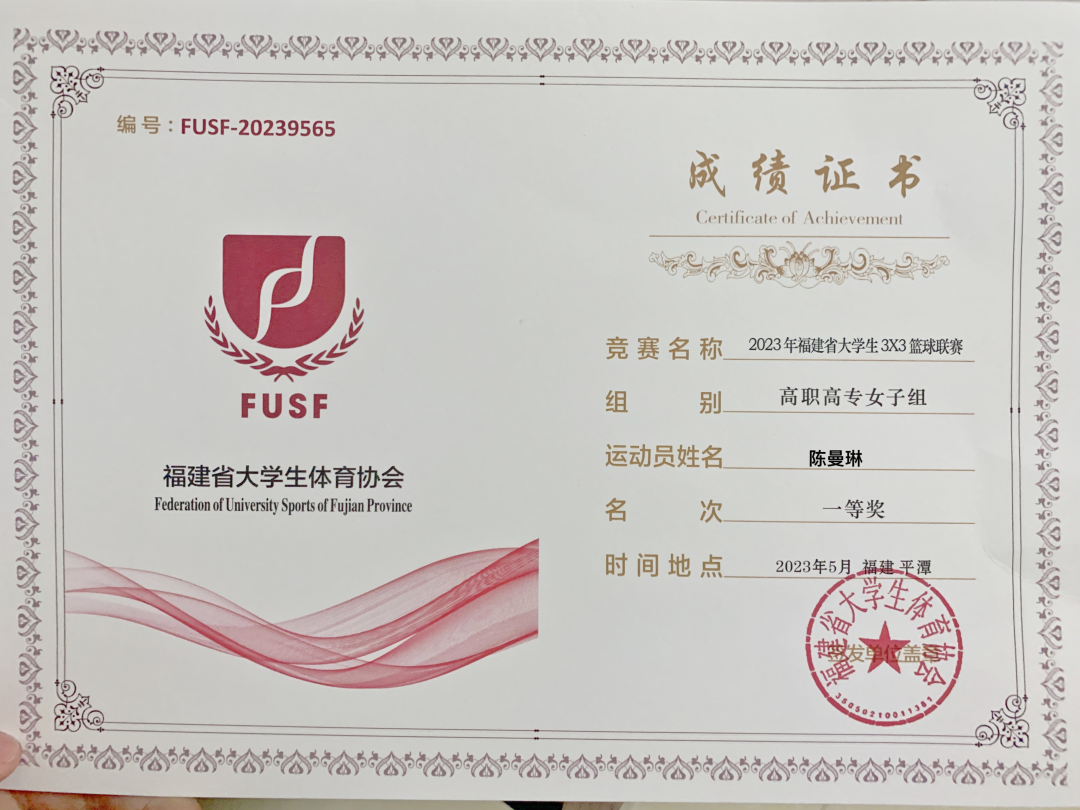 编号：FUSF-20239565
FUSF
福建省大学生体育协会
Federation of University Sports of Fujian Province
成绩证书
Certificate of Achievement
竞赛名称 2023年福建省大学生3X3篮球联赛
组别 高职高专女子组
运动员姓名 陈曼琳
名次 一等奖
时间地点 2023年5月 福建 平潭
福建省大学生体育协会
发单位盖
35050210011381